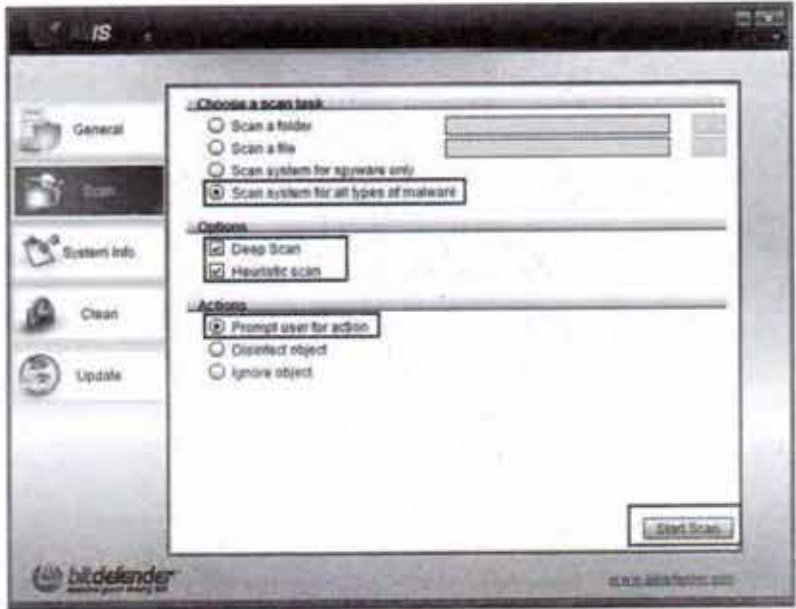 IS
Choose a scan task
General
Scan a folder
Scan a file
Scan system for spyware only
Scan
Scan system for all types of malware
Options
System Info
Deep Scan
Heuristic scan
Clean
Actions
Prompt user for action
Disinfect object
Update
Ignore object
Start Scan
bitdefender